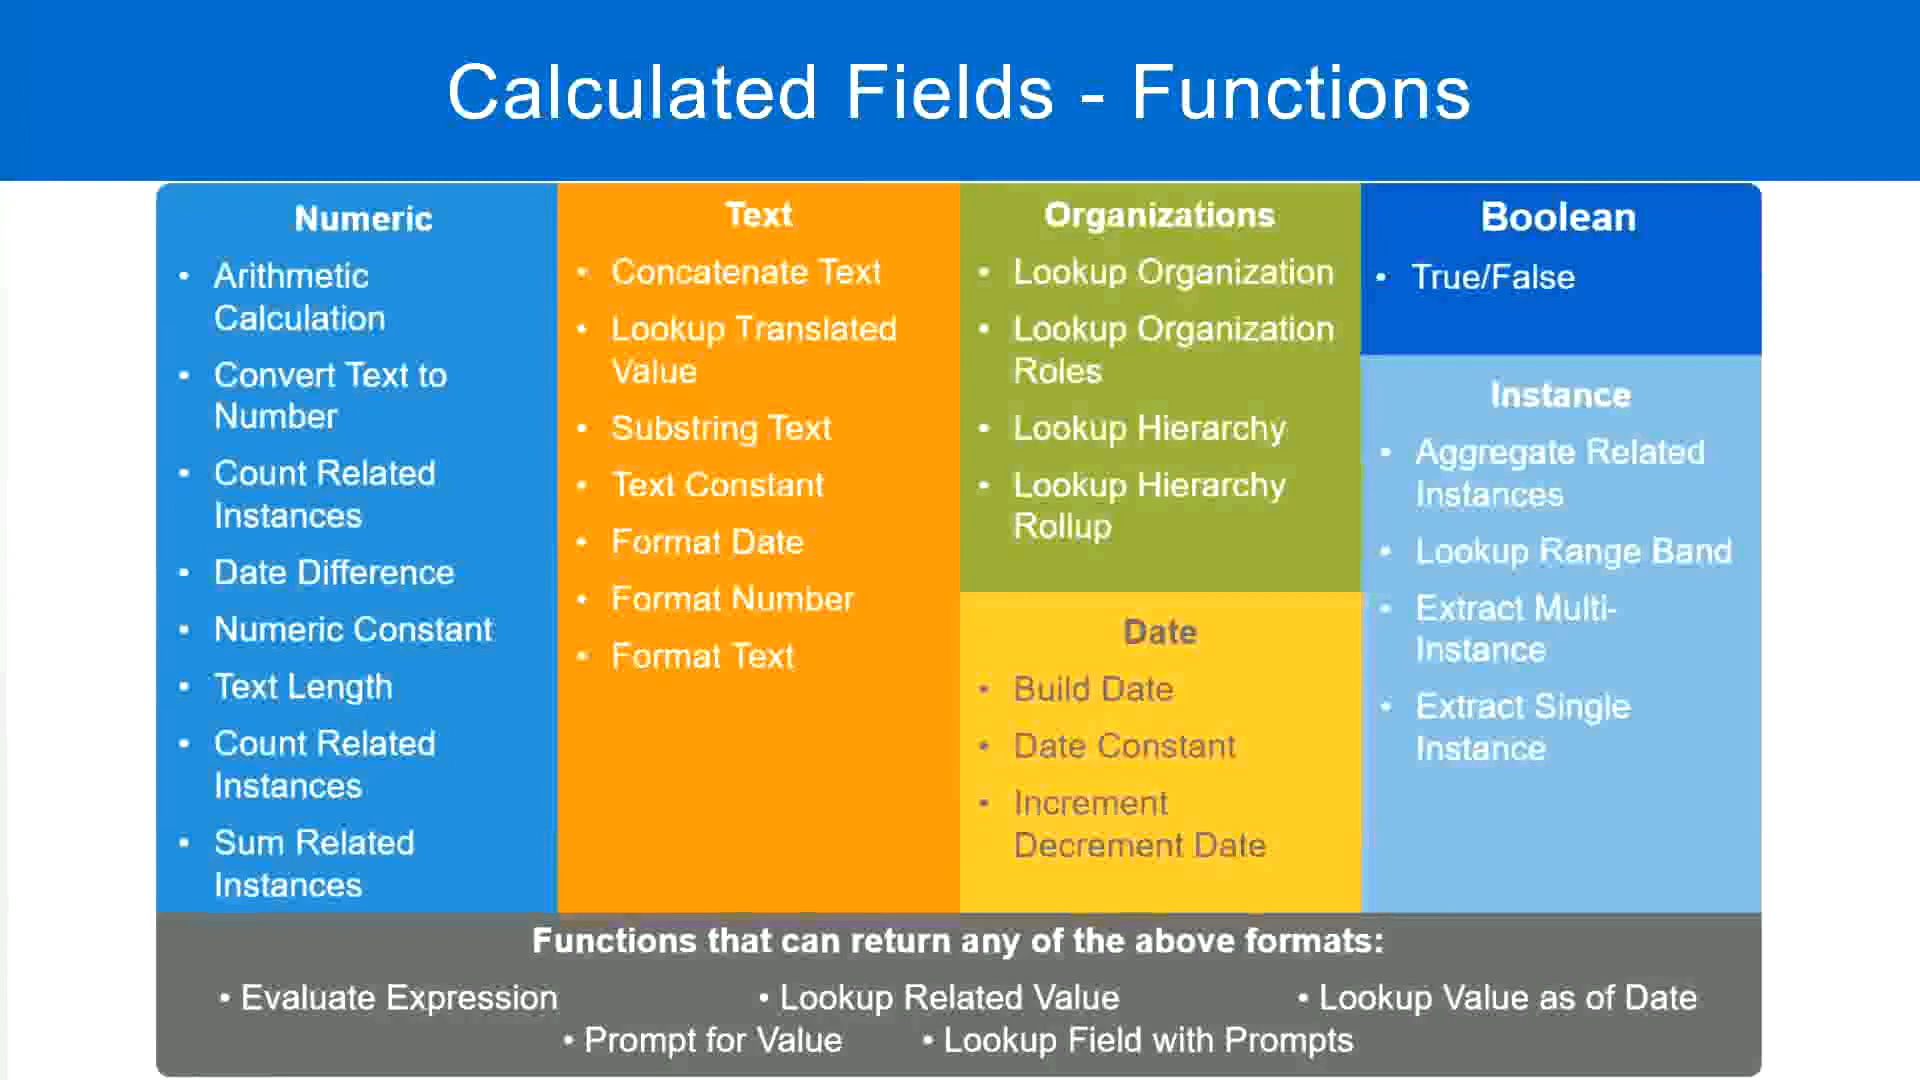 Calculated Fields - Functions
Numeric
• Arithmetic
Calculation
• Convert Text to
Number
• Count Related
Instances
• Date Difference
• Numeric Constant
• Text Length
• Count Related
Instances
• Sum Related
Instances
Text
• Concatenate Text
• Lookup Translated
Value
• Substring Text
• Text Constant
• Format Date
• Format Number
• Format Text
Organizations
• Lookup Organization
• Lookup Organization
Roles
• Lookup Hierarchy
• Lookup Hierarchy
Rollup
Date
• Build Date
• Date Constant
• Increment
Decrement Date
Boolean
• True/False
Instance
• Aggregate Related
Instances
• Lookup Range Band
• Extract Multi-
Instance
• Extract Single
Instance
Functions that can return any of the above formats:
• Evaluate Expression • Lookup Related Value • Lookup Value as of Date
• Prompt for Value • Lookup Field with Prompts